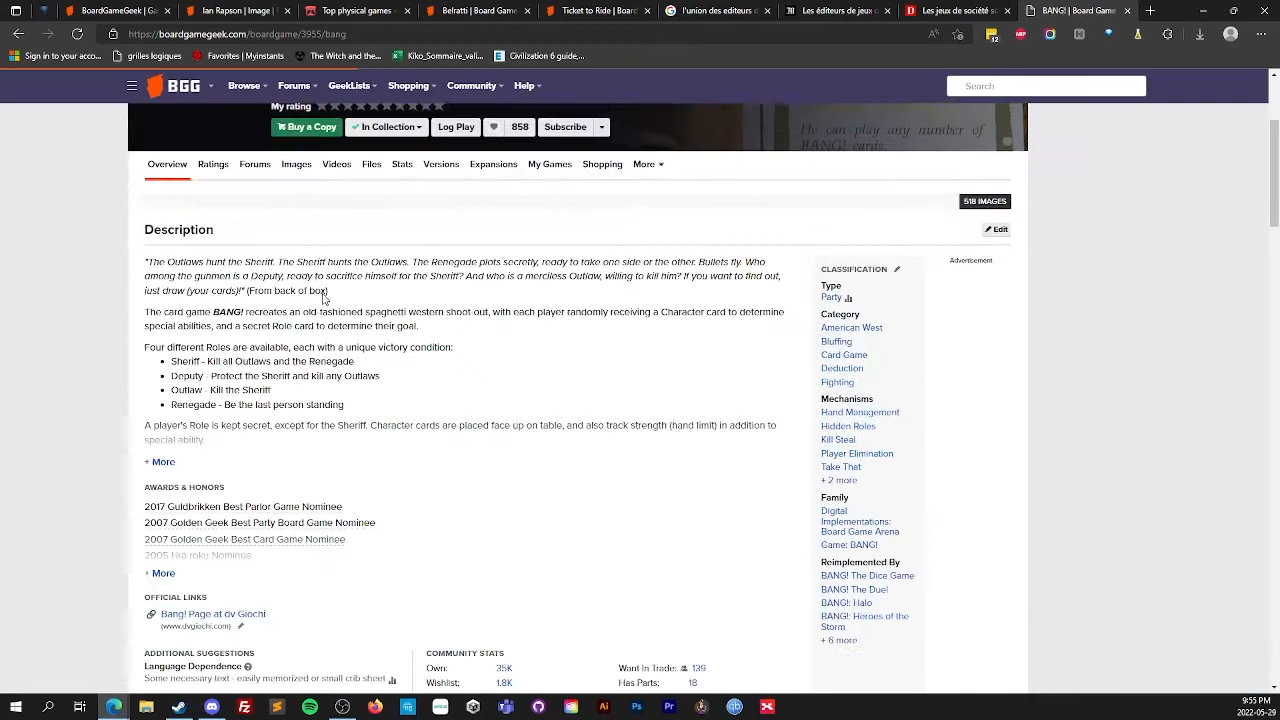 BoardGameGeek | Ga
Ian Rapson | Image |
Top physical games
Belratti | Board Game
Ticket to Ride | Board
l'union des editeurs d
Les éditeurs de jeux d
Les jeux de société so
BANG! | Board Game
https://boardgamegeek.com/boardgame/3955/bang
Sign in to your acco...
grilles legiques
Favorites | Myinstants
The Witch and the...
Kiko_Sommaire_vali...
Civilization 6 guide,...
BGG
Browse
Forums
GeekLists
Shopping
Community
Help
Search
My rating
He can play any number of
BANG! cards.
Buy a Copy
In Collection
Log Play
858
Subscribe
Overview
Ratings
Forums
Images
Videos
Files
Stats
Versions
Expansions
My Games
Shopping
More
518 IMAGES
Description
Edit
"The Outlaws hunt the Sheriff. The Sheriff hunts the Outlaws. The Renegade plots secretly, ready to take one side or the other. Bullets fly. Who
among the gunmen is a Deputy, ready to sacrifice himself for the Sheriff? And who is a merciless Outlaw, willing to kill him? If you want to find out,
just draw (your cards)!" (From back of box)
The card game BANG! recreates an old-fashioned spaghetti western shoot-out, with each player randomly receiving a Character card to determine
special abilities, and a secret Role card to determine their goal.
Four different Roles are available, each with a unique victory condition:
Sheriff - Kill all Outlaws and the Renegade
Deputy - Protect the Sheriff and kill any Outlaws
Outlaw - Kill the Sheriff
Renegade - Be the last person standing
A player's Role is kept secret, except for the Sheriff. Character cards are placed face up on table, and also track strength (hand limit) in addition to
special ability.
+ More
AWARDS & HONORS
2017 Guldbrikken Best Parlor Game Nominee
2007 Golden Geek Best Party Board Game Nominee
2007 Golden Geek Best Card Game Nominee
2005 Hra roku Nominee
+ More
OFFICIAL LINKS
Bang! Page at dv Giochi
(www.dvgiochi.com)
ADDITIONAL SUGGESTIONS
Language Dependence
Some necessary text - easily memorized or small crib sheet
COMMUNITY STATS
Own:
35K
Wishlist:
1.8K
Want In Trade:
139
Has Parts:
18
Advertisement
CLASSIFICATION
Type
Party
Category
American West
Bluffing
Card Game
Deduction
Fighting
Mechanisms
Hand Management
Hidden Roles
Kill Steal
Player Elimination
Take That
+ 2 more
Family
Digital
Implementations:
Board Game Arena
Game: BANG!
Reimplemented By
BANG! The Dice Game
BANG! The Duel
BANG!: Halo
BANG!: Heroes of the
Storm
+ 6 more
9:55 PM